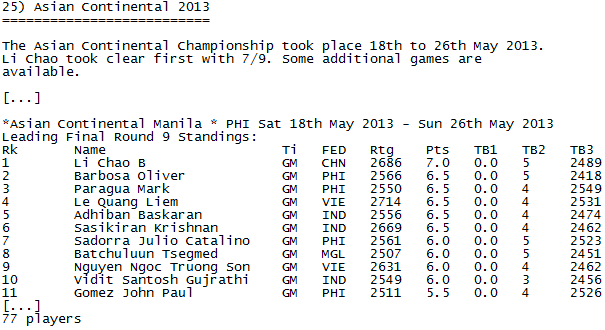 25) Asian Continental 2013
==========================
The Asian Continental Championship took place 18th to 26th May 2013.
Li Chao took clear first with 7/9. Some additional games are
available.
[...]
*Asian Continental Manila * PHI Sat 18th May 2013 - Sun 26th May 2013
Leading Final Round 9 Standings:
Rk Name Ti FED Rtg Pts TB1 TB2 TB3
1 Li Chao B GM CHN 2686 7.0 0.0 5 2489
2 Barbosa Oliver GM PHI 2566 6.5 0.0 5 2418
3 Paragua Mark GM PHI 2550 6.5 0.0 4 2549
4 Le Quang Liem GM VIE 2714 6.5 0.0 4 2531
5 Adhiban Baskaran GM IND 2556 6.5 0.0 4 2474
6 Sasikiran Krishnan GM IND 2669 6.5 0.0 4 2462
7 Sadorra Julio Catalino GM PHI 2561 6.0 0.0 5 2523
8 Batchuluun Tsegmed GM MGL 2507 6.0 0.0 5 2451
9 Nguyen Ngoc Truong Son GM VIE 2631 6.0 0.0 4 2462
10 Vidit Santosh Gujrathi GM IND 2549 6.0 0.0 3 2456
11 Gomez John Paul GM PHI 2511 5.5 0.0 4 2526
[...]
77 players